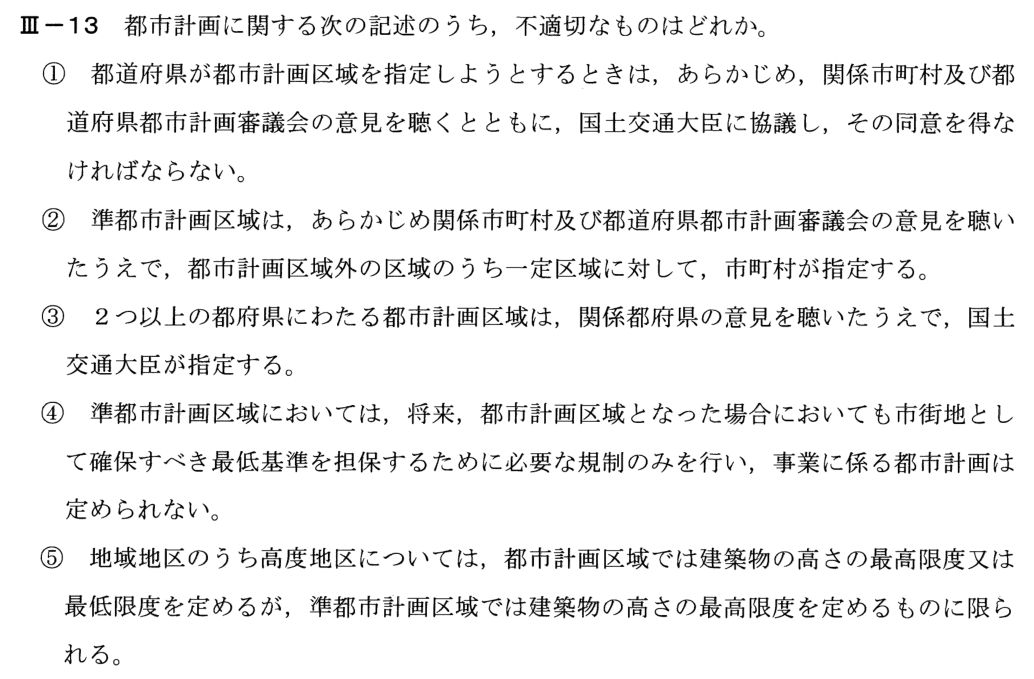 Ⅲ－13　都市計画に関する次の記述のうち，不適切なものはどれか。
①　都道府県が都市計画区域を指定しようとするときは，あらかじめ，関係市町村及び都
道府県都市計画審議会の意見を聴くとともに，国土交通大臣に協議し，その同意を得な
ければならない。
②　準都市計画区域は，あらかじめ関係市町村及び都道府県都市計画審議会の意見を聴い
たうえで，都市計画区域外の区域のうち一定区域に対して，市町村が指定する。
③　２つ以上の都府県にわたる都市計画区域は，関係都府県の意見を聴いたうえで，国土
交通大臣が指定する。
④　準都市計画区域においては，将来，都市計画区域となった場合においても市街地とし
て確保すべき最低基準を担保するために必要な規制のみを行い，事業に係る都市計画は
定められない。
⑤　地域地区のうち高度地区については，都市計画区域では建築物の高さの最高限度又は
最低限度を定めるが，準都市計画区域では建築物の高さの最高限度を定めるものに限ら
れる。